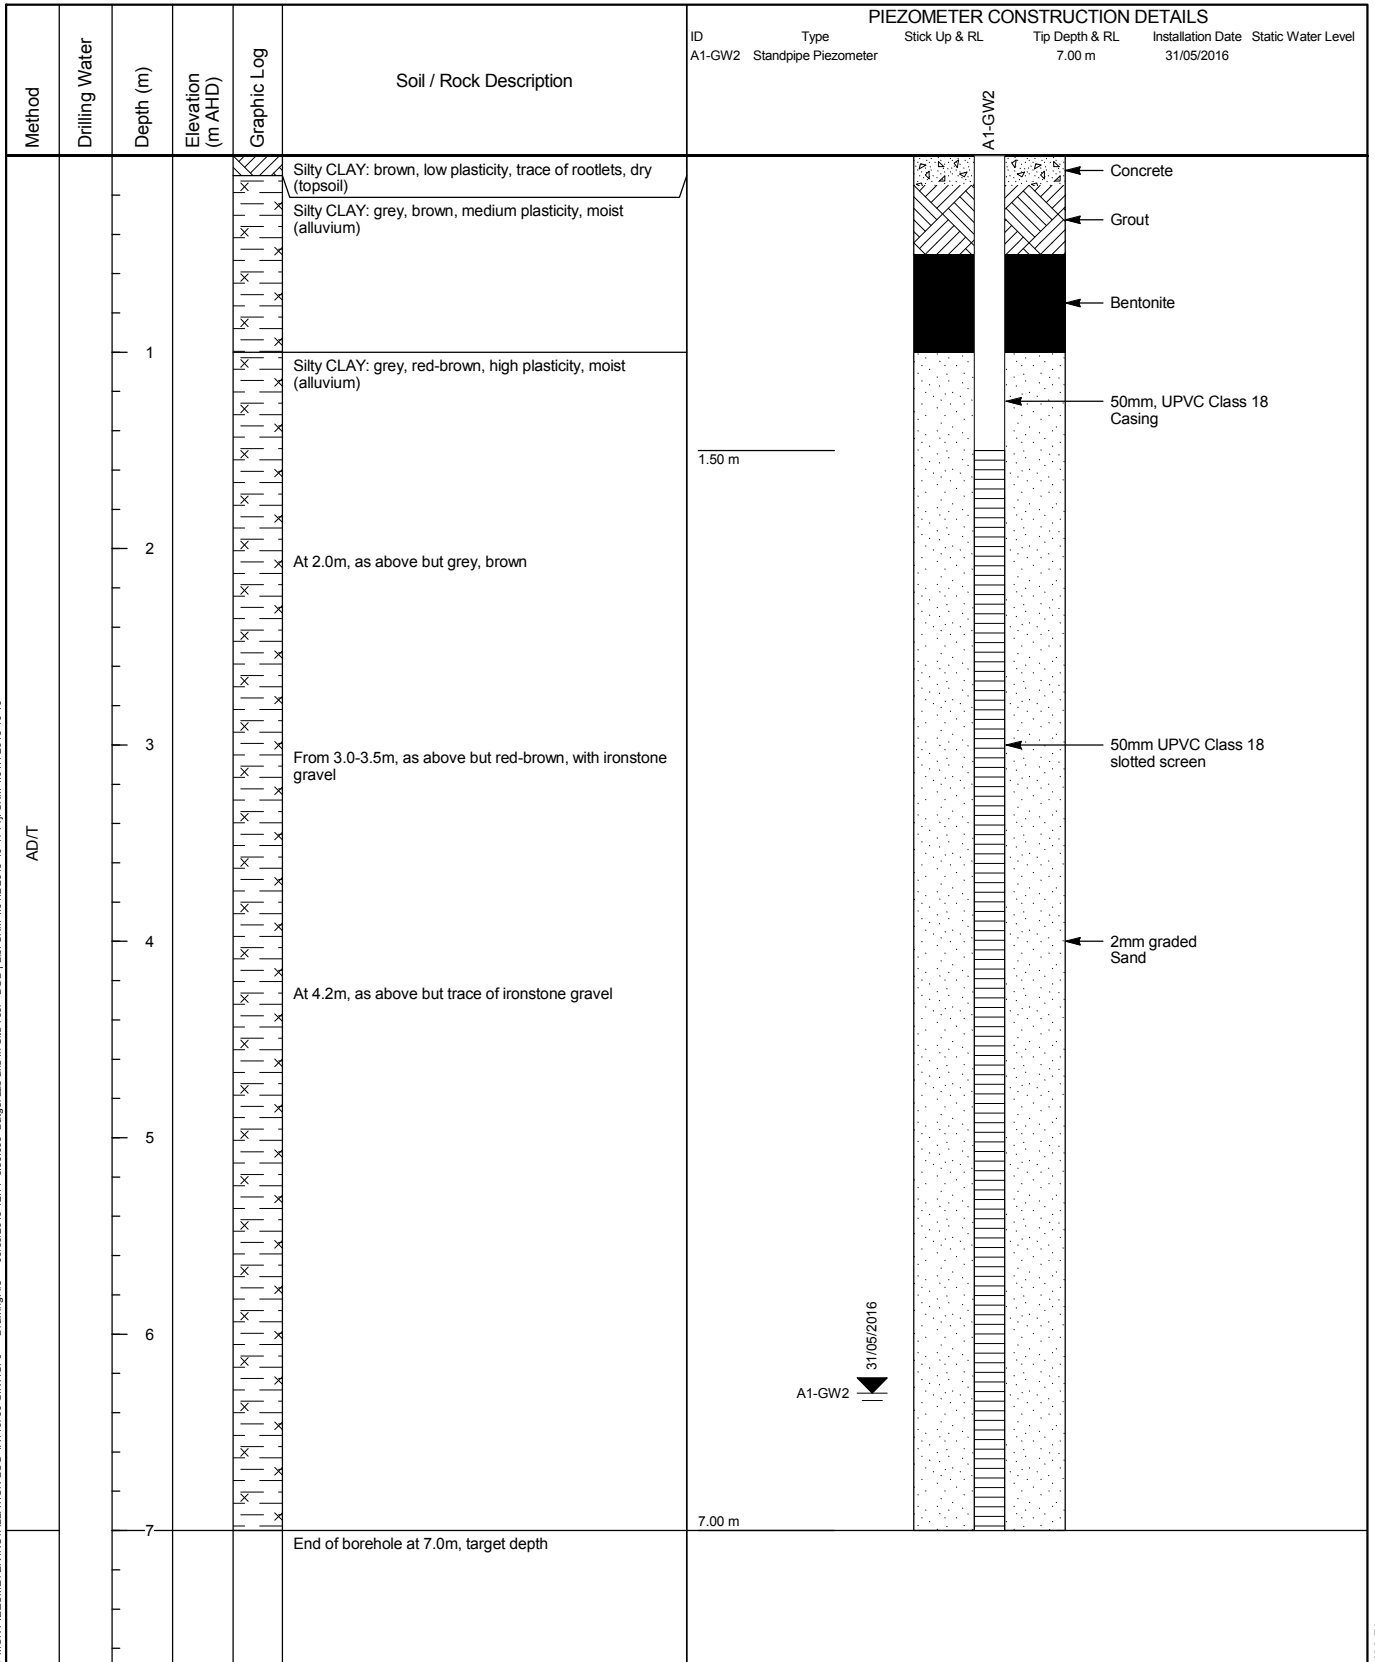 PIEZOMETER CONSTRUCTION DETAILS
Method
Drilling Water
Depth (m)
Elevation
(m AHD)
Graphic Log
Soil / Rock Description
ID Type Stick Up & RL Tip Depth & RL Installation Date Static Water Level
A1-GW2 Standpipe Piezometer 7.00 m 31/05/2016
A1-GW2
Silty CLAY: brown, low plasticity, trace of rootlets, dry
(topsoil)
Concrete
Silty CLAY: grey, brown, medium plasticity, moist
(alluvium)
Grout
Bentonite
1
Silty CLAY: grey, red-brown, high plasticity, moist
(alluvium)
50mm, UPVC Class 18
Casing
1.50 m
2
At 2.0m, as above but grey, brown
3
From 3.0-3.5m, as above but red-brown, with ironstone
gravel
50mm UPVC Class 18
slotted screen
AD/T
4
2mm graded
Sand
At 4.2m, as above but trace of ironstone gravel
5
6
31/05/2016
A1-GW2
7.00 m
7
End of borehole at 7.0m, target depth